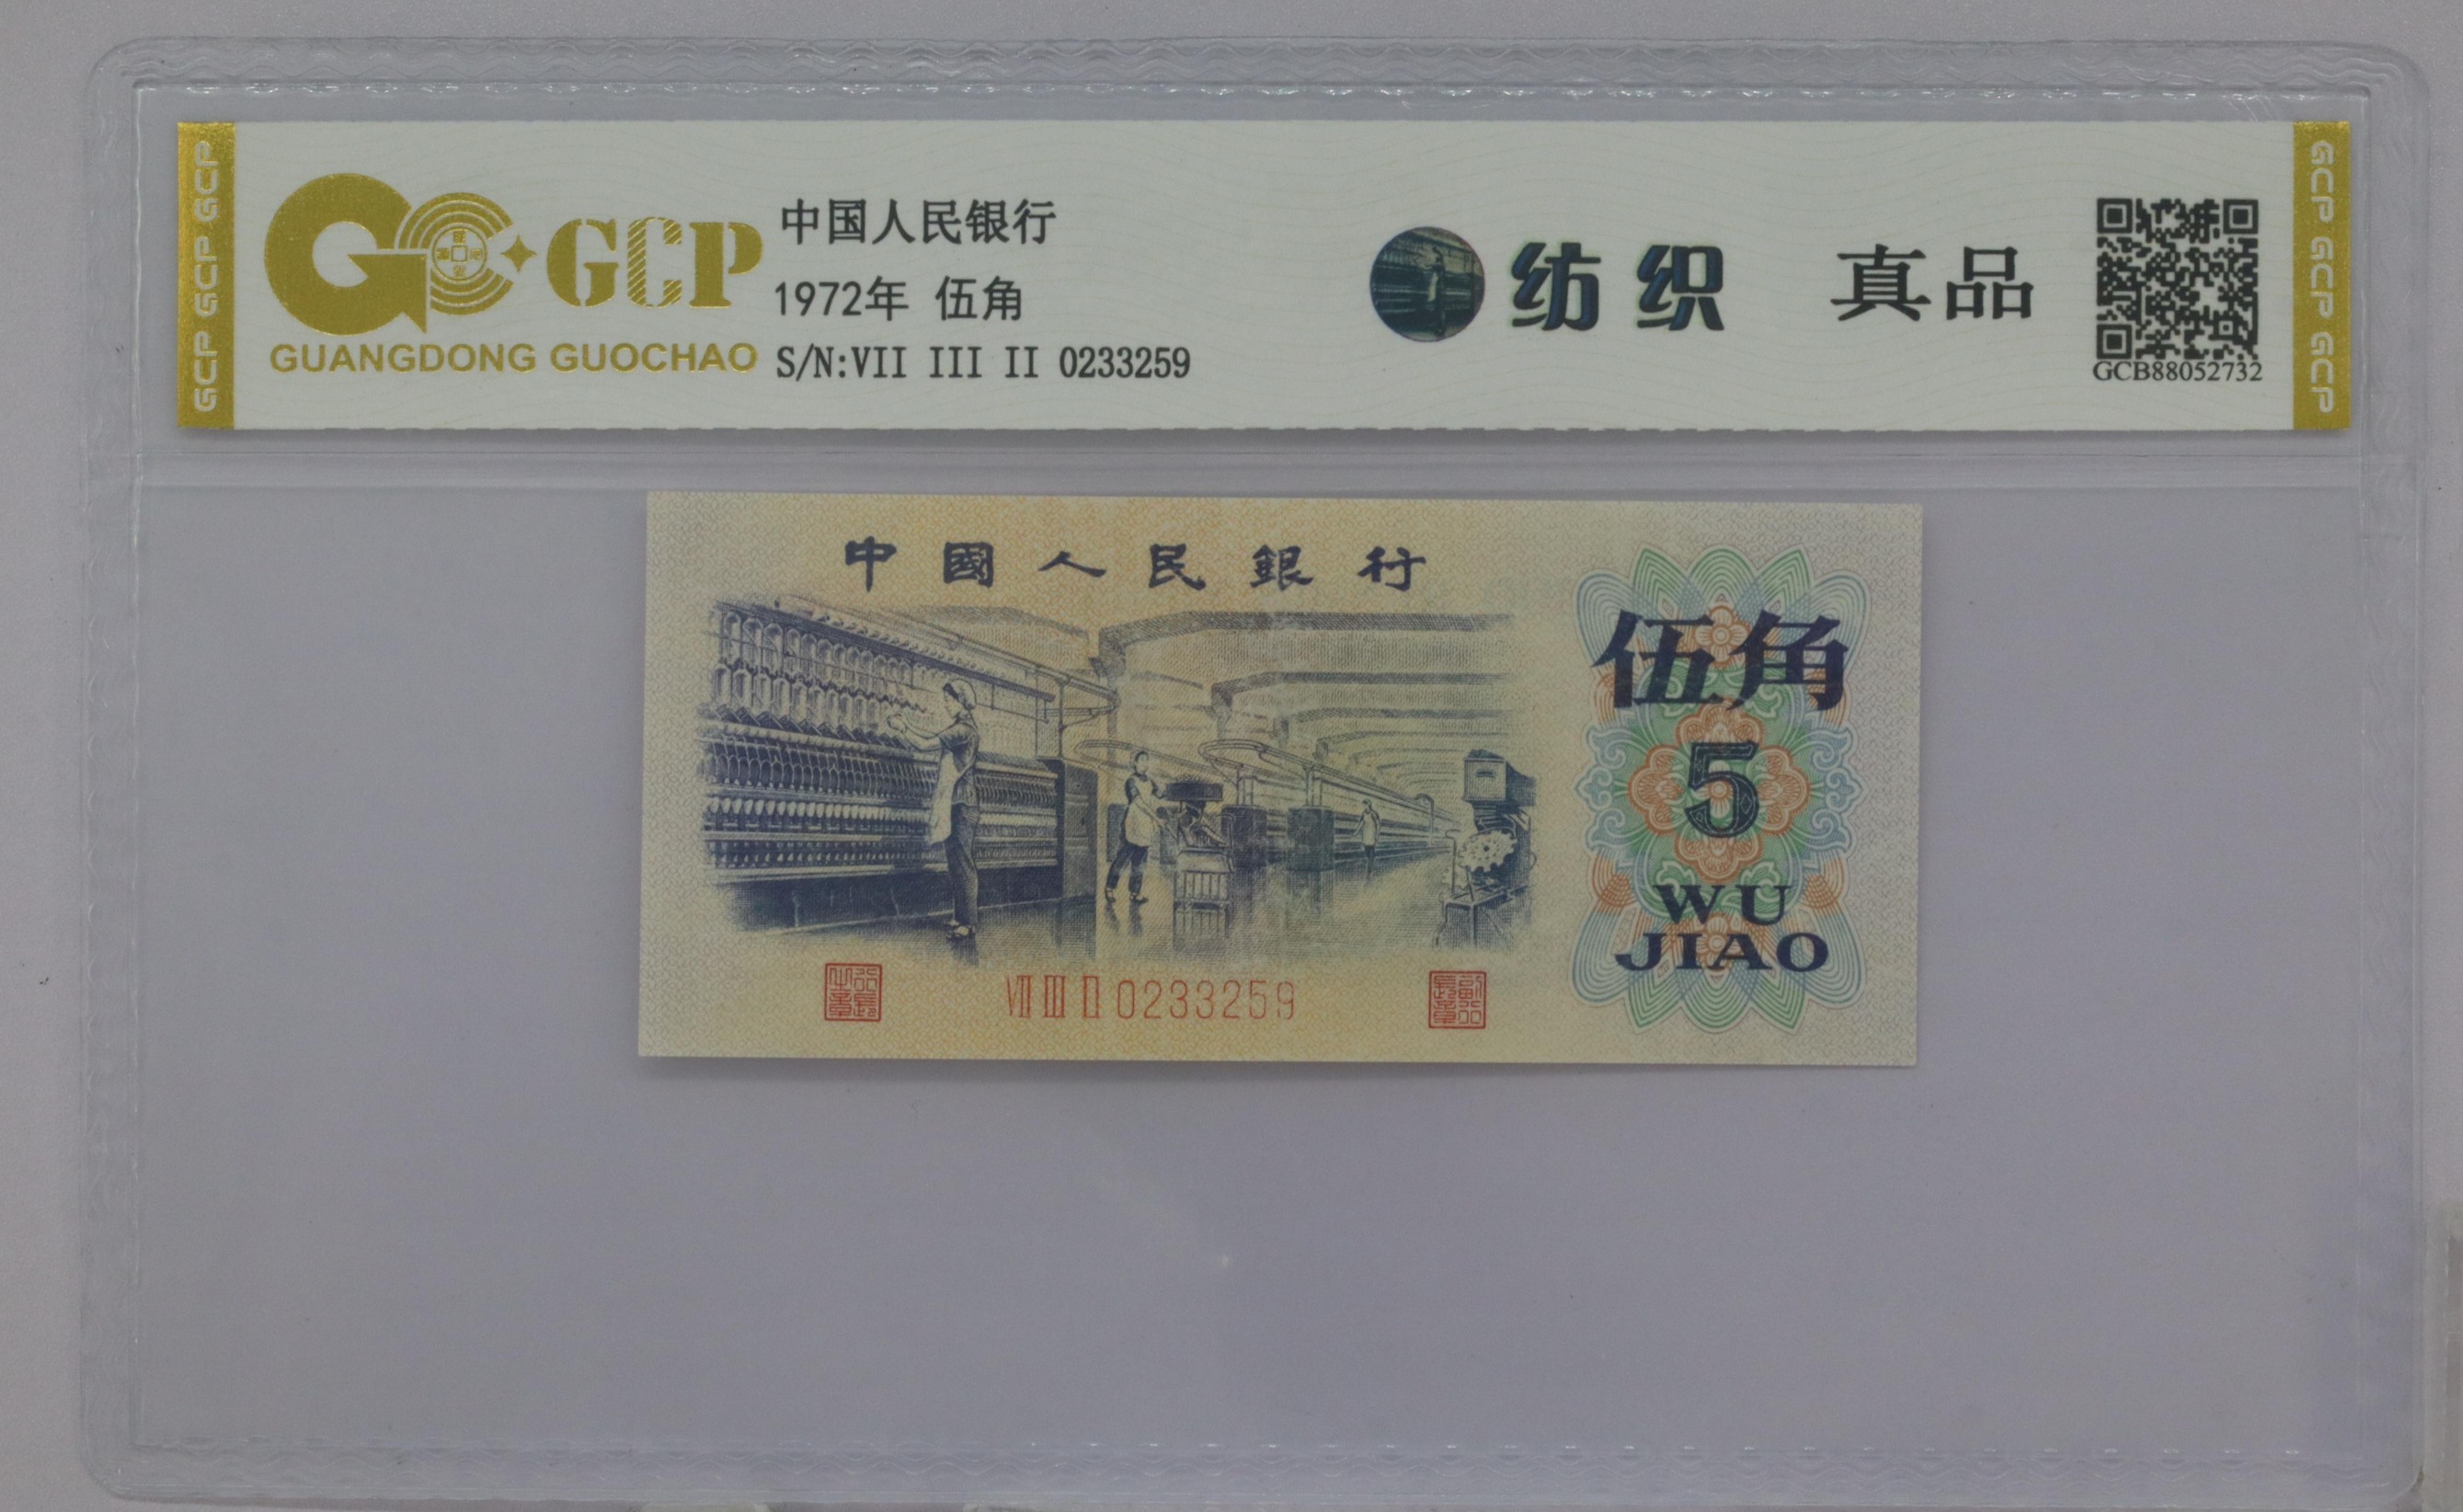 GCP GCP GCP
GCP
GUANGDONG GUOCHAO
中国人民银行
1972年 伍角
S/N:VII III II 0233259
纺织 真品
GCB88052732
GCP GCP GCP
中國人民銀行
伍角
5
WU
JIAO
VII III II 0233259